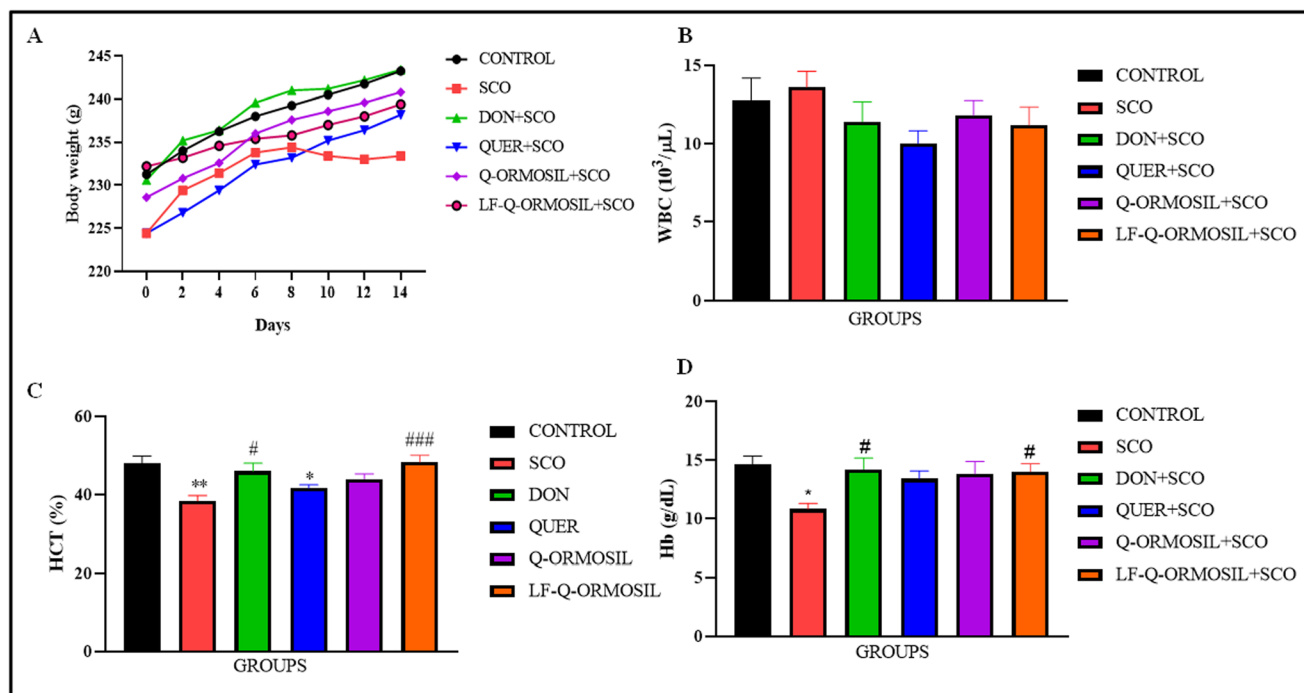 A
245
240
235
230
225
220
Body weight (g)
0 2 4 6 8 10 12 14
Days
CONTROL
SCO
DON+SCO
QUER+SCO
Q-ORMOSIL+SCO
LF-Q-ORMOSIL+SCO
B
15
10
5
0
WBC (10³/μL)
GROUPS
CONTROL
SCO
DON+SCO
QUER+SCO
Q-ORMOSIL+SCO
LF-Q-ORMOSIL+SCO
C
60
40
20
0
HCT (%)
** # * ###
GROUPS
CONTROL
SCO
DON
QUER
Q-ORMOSIL
LF-Q-ORMOSIL
D
20
15
10
5
0
Hb (g/dL)
* # #
GROUPS
CONTROL
SCO
DON+SCO
QUER+SCO
Q-ORMOSIL+SCO
LF-Q-ORMOSIL+SCO